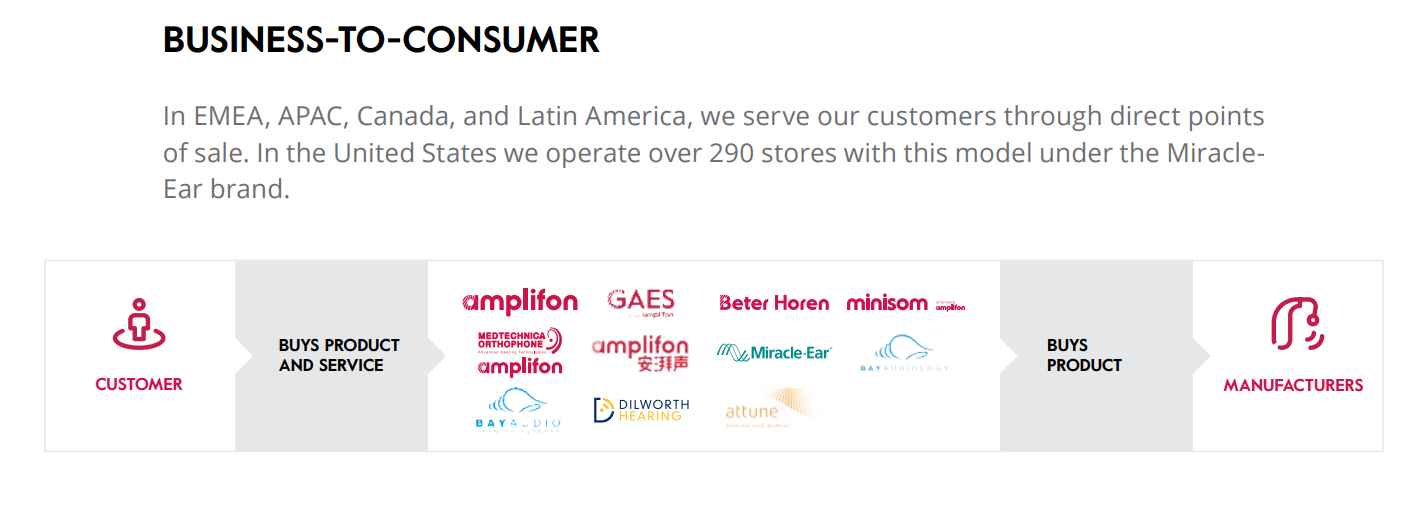 BUSINESS-TO-CONSUMER
In EMEA, APAC, Canada, and Latin America, we serve our customers through direct points
of sale. In the United States we operate over 290 stores with this model under the Miracle-
Ear brand.
CUSTOMER
BUYS PRODUCT
AND SERVICE
amplifon
GAES
amplifon
Beter Horen
minisom
amplifon
MEDTECHNICA
ORTHOPHONE
Advanced Hearing Technologies
amplifon
amplifon
安湃声
Miracle-Ear®
BAY AUDIOLOGY
BAY AUDIO
DILWORTH
HEARING
attune
BUYS
PRODUCT
MANUFACTURERS